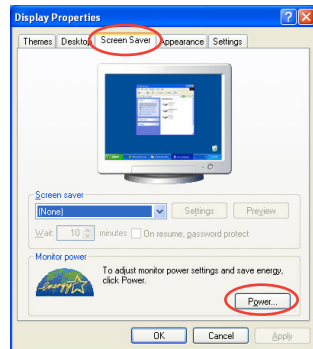 Display Properties
Themes Desktop Screen Saver Appearance Settings
Screen saver
(None) Settings Preview
Wait: 10 minutes On resume, password protect
Monitor power
To adjust monitor power settings and save energy,
click Power.
energy
Power...
OK Cancel Apply